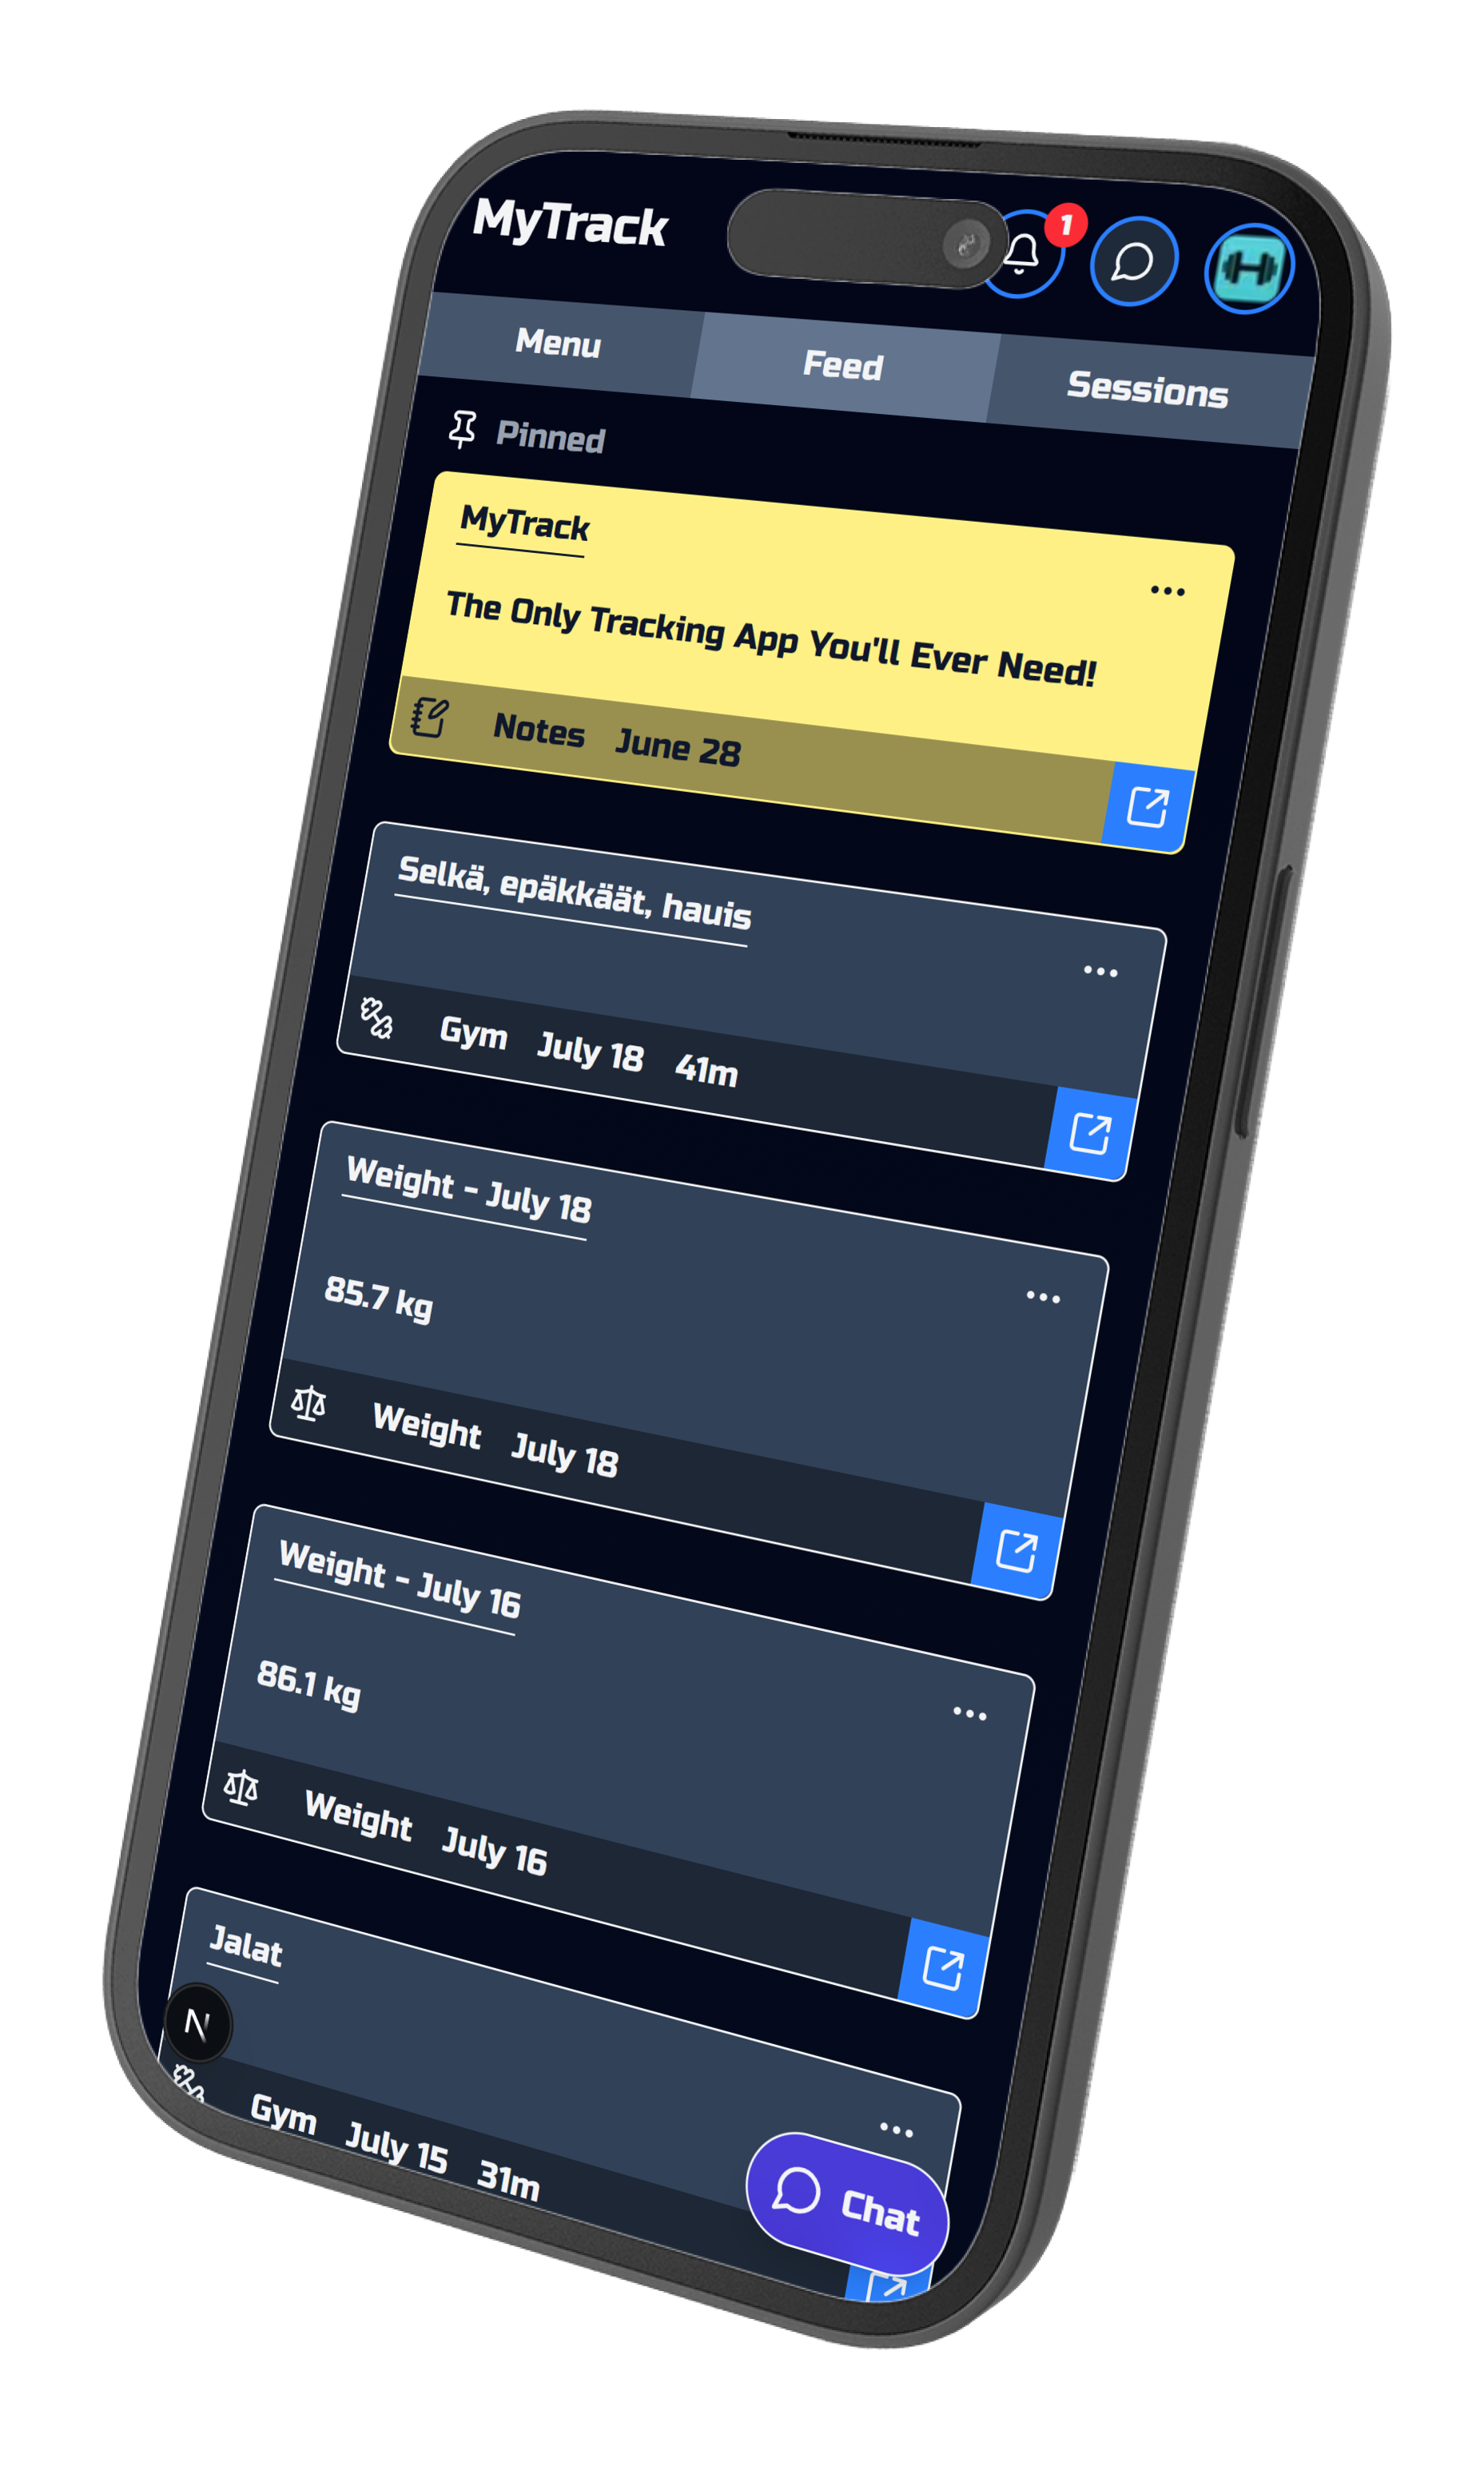 MyTrack
1
Menu
Feed
Sessions
Pinned
MyTrack
The Only Tracking App You'll Ever Need!
Notes June 28
Selkä, epäkkäät, hauis
Gym July 18 41m
Weight - July 18
85.7 kg
Weight July 18
Weight - July 16
86.1 kg
Weight July 16
Jalat
N
Gym July 15 31m
Chat